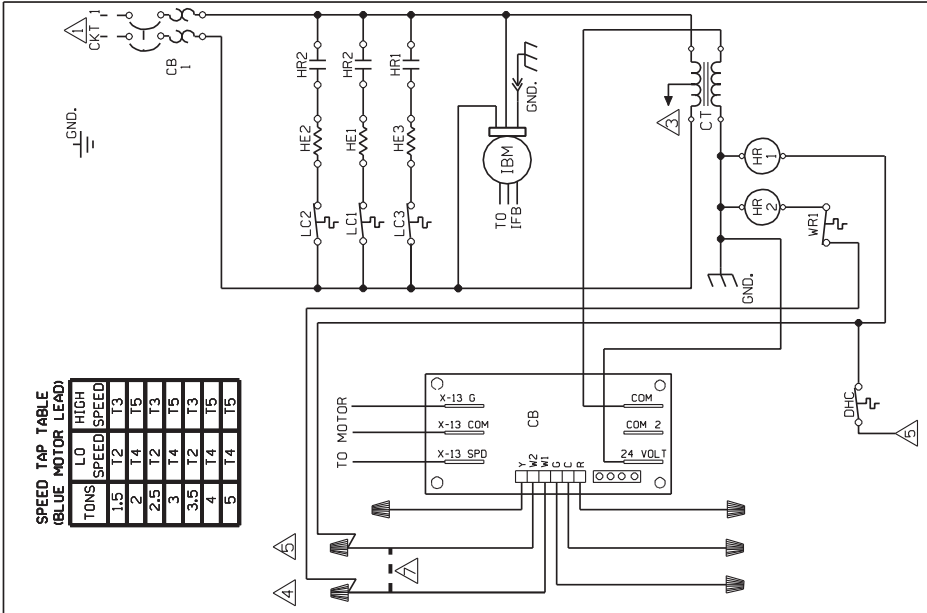 1
CKT 1
CB
1
GND.
HR2
HR2
HR1
HE2
HE1
HE3
LC2
LC1
LC3
IBM
GND.
TO
IFB
3
CT
HR
1
HR
2
WR1
GND.
SPEED TAP TABLE
(BLUE MOTOR LEAD)
TONS LO SPEED HIGH SPEED
1.5 T2 T3
2 T4 T5
2.5 T2 T3
3 T4 T5
3.5 T2 T3
4 T4 T5
5 T4 T5
TO MOTOR
X-13 G
X-13 COM
X-13 SPD
CB
COM
COM 2
24 VOLT
Y
W2
W1
G
C
R
DHC
5
5
4
7